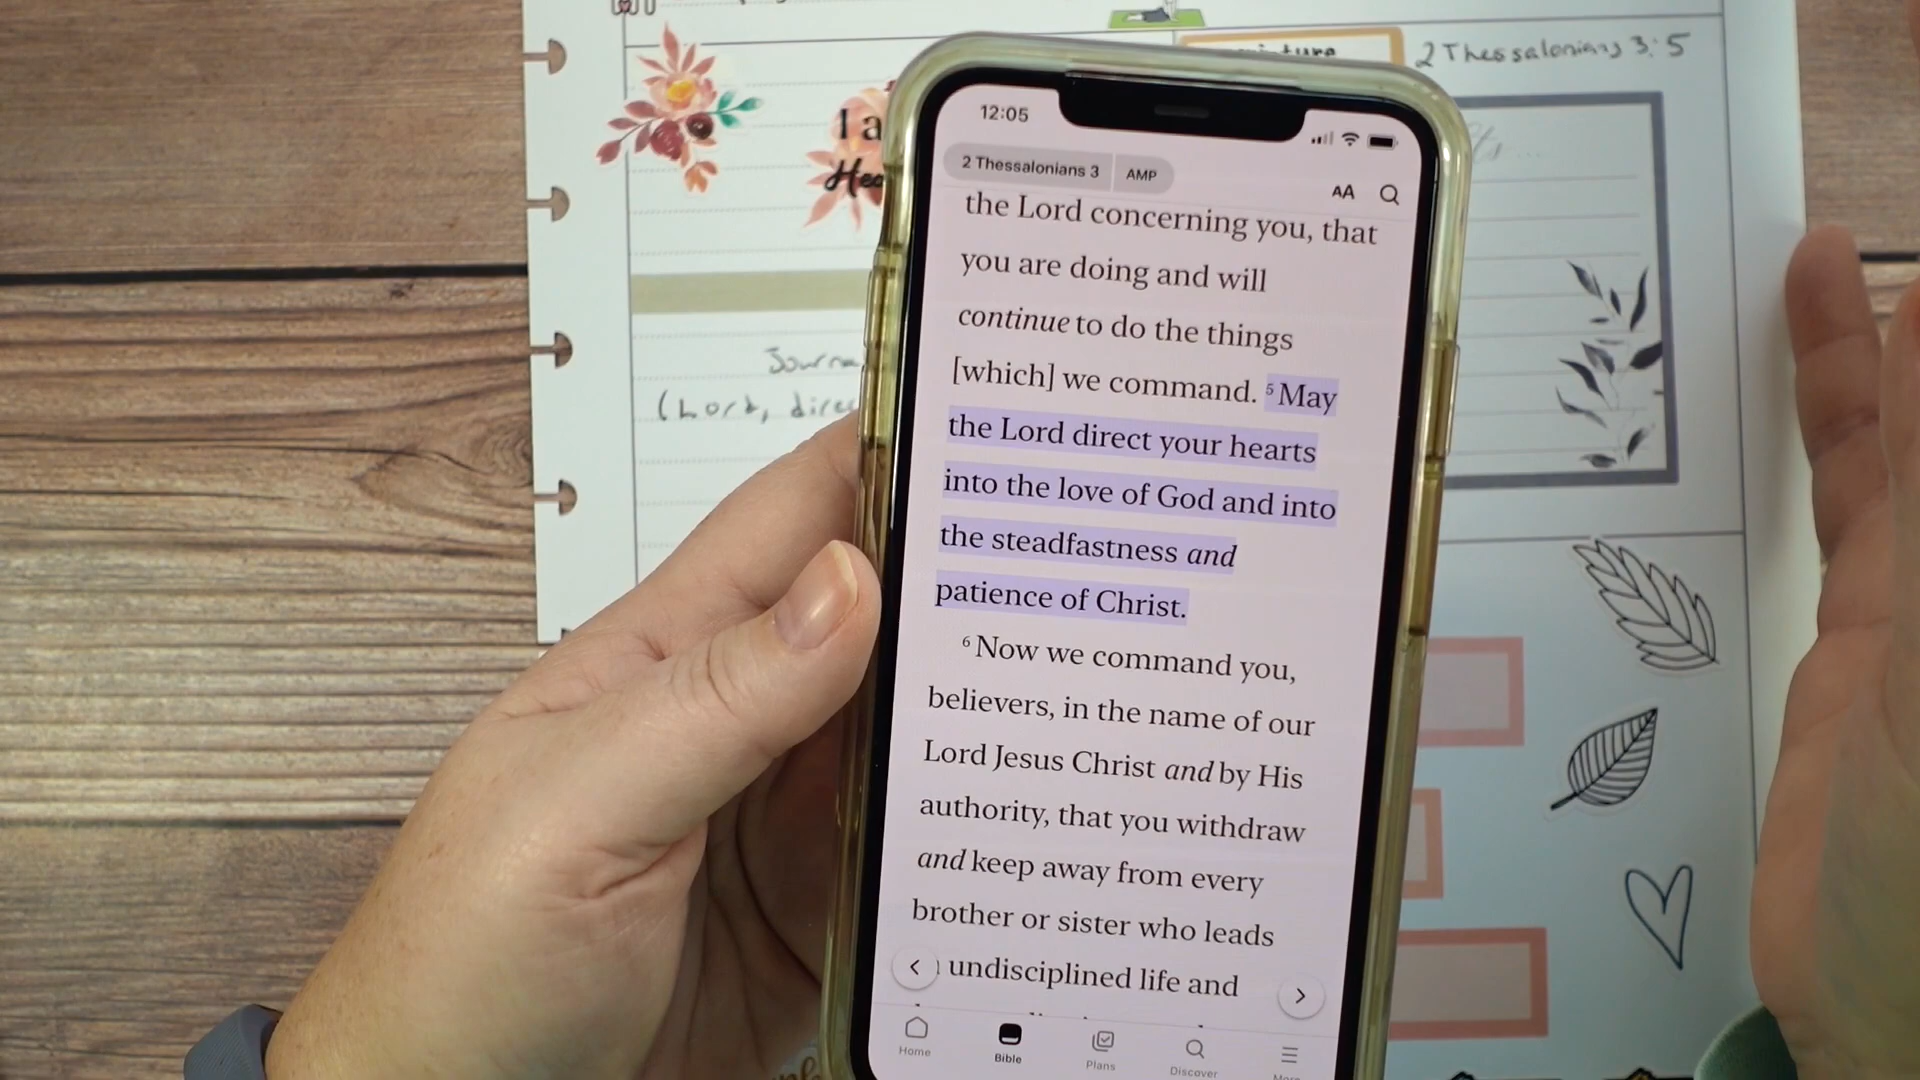 2 Thessalonians 3:5
I a
12:05
2 Thessalonians 3 AMP
AA
the Lord concerning you, that
you are doing and will
continue to do the things
[which] we command. 5 May
the Lord direct your hearts
into the love of God and into
the steadfastness and
patience of Christ.
6 Now we command you,
believers, in the name of our
Lord Jesus Christ and by His
authority, that you withdraw
and keep away from every
brother or sister who leads
undisciplined life and
Home Bible Plans Discover
Journa
(Lord, direc